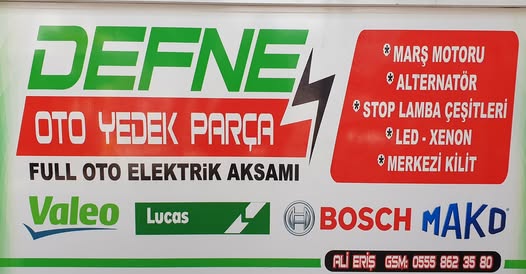 DEFNE
OTO YEDEK PARÇA
FULL OTO ELEKTRiK AKSAMI
* MARŞ MOTORU
* ALTERNATÖR
* STOP LAMBA ÇEŞİTLERİ
* LED - XENON
* MERKEZİ KİLİT
Valeo
Lucas
BOSCH
MAKO
ALİ ERİŞ GSM: 0555 862 35 80